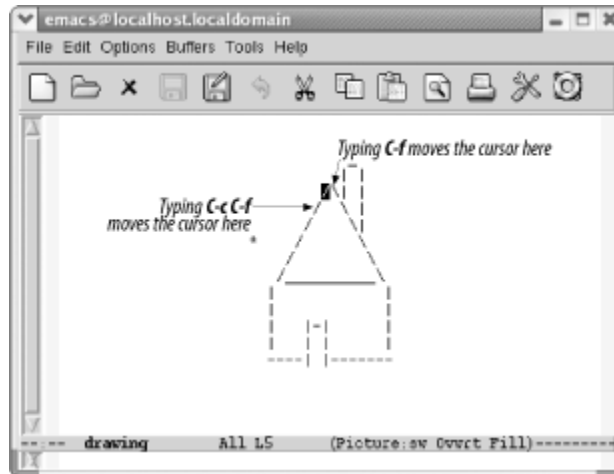 emacs@localhost.localdomain
File Edit Options Buffers Tools Help
Typing C-f moves the cursor here
Typing C-c C-f
moves the cursor here
--:-- drawing All L5 (Picture:sw Ovwrt Fill)---------